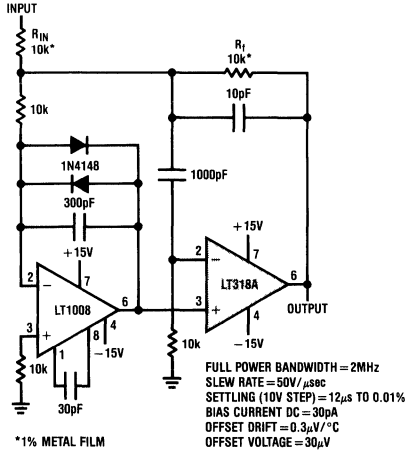 INPUT
RIN
10k*
Rf
10k*
10pF
10k
1N4148
1000pF
300pF
+15V
+15V
2
7
2
7
LT1008
6
LT318A
6
OUTPUT
3
8
4
3
4
1
-15V
-15V
10k
10k
30pF
FULL POWER BANDWIDTH = 2MHz
SLEW RATE = 50V/µsec
SETTLING (10V STEP) = 12µs TO 0.01%
BIAS CURRENT DC = 30pA
OFFSET DRIFT = 0.3µV/°C
OFFSET VOLTAGE = 30µV
*1% METAL FILM